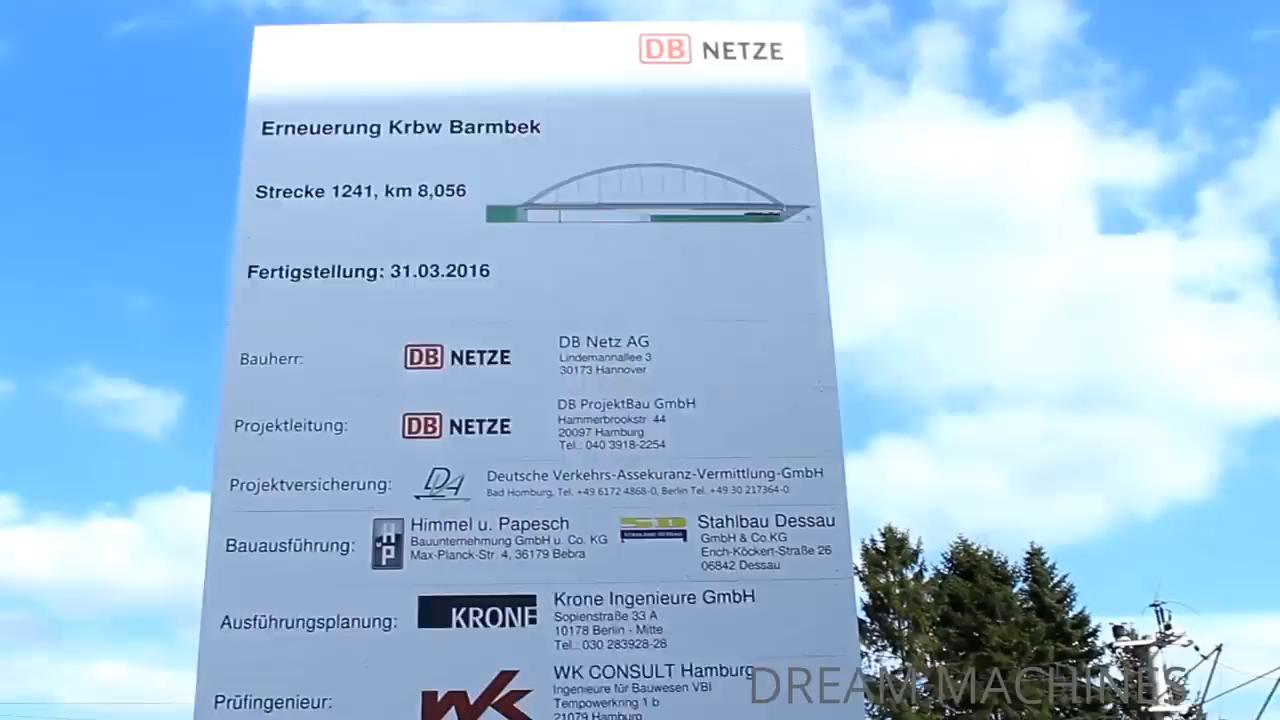 DB NETZE
Erneuerung Krbw Barmbek
Strecke 1241, km 8,056
Fertigstellung: 31.03.2016
Bauherr:
DB NETZE
DB Netz AG
Lindemannallee 3
30173 Hannover
Projektleitung:
DB NETZE
DB ProjektBau GmbH
Hammerbrookstr. 44
20097 Hamburg
Tel.: 040 3918-2254
Projektversicherung:
Deutsche Verkehrs-Assekuranz-Vermittlung-GmbH
Bad Homburg, Tel. +49 6172 4868-0, Berlin Tel. +49 30 217364-0
Bauausführung:
HP
Himmel u. Papesch
Bauunternehmung GmbH u. Co. KG
Max-Planck-Str. 4, 36179 Bebra
SD
Stahlbau Dessau
GmbH & Co.KG
Erich-Köckert-Straße 26
06842 Dessau
Ausführungsplanung:
KRONE
Krone Ingenieure GmbH
Sopienstraße 33 A
10178 Berlin - Mitte
Tel.: 030 283928-28
Prüfingenieur:
WK
WK CONSULT Hamburg
Ingenieure für Bauwesen VBI
Tempowerkring 1 b
21079 Hamburg
DREAM MACHINES